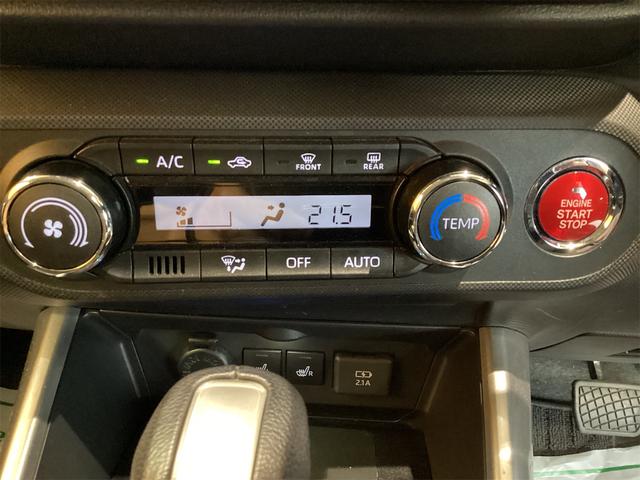 A/C
FRONT
REAR
21.5
TEMP
ENGINE
START
STOP
OFF
AUTO
R
2.1A